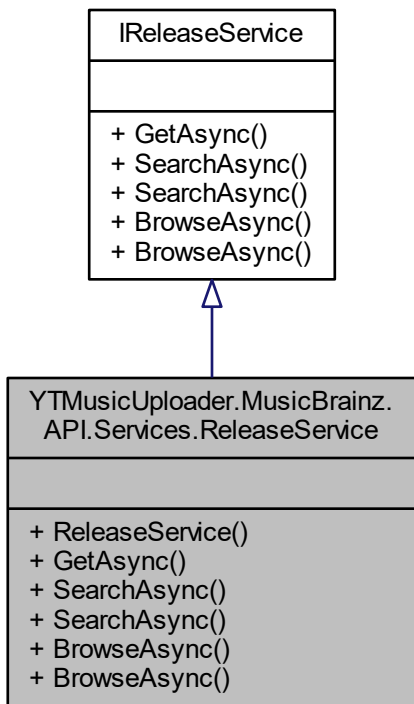 IReleaseService
+ GetAsync()
+ SearchAsync()
+ SearchAsync()
+ BrowseAsync()
+ BrowseAsync()
YTMusicUploader.MusicBrainz.
API.Services.ReleaseService
+ ReleaseService()
+ GetAsync()
+ SearchAsync()
+ SearchAsync()
+ BrowseAsync()
+ BrowseAsync()